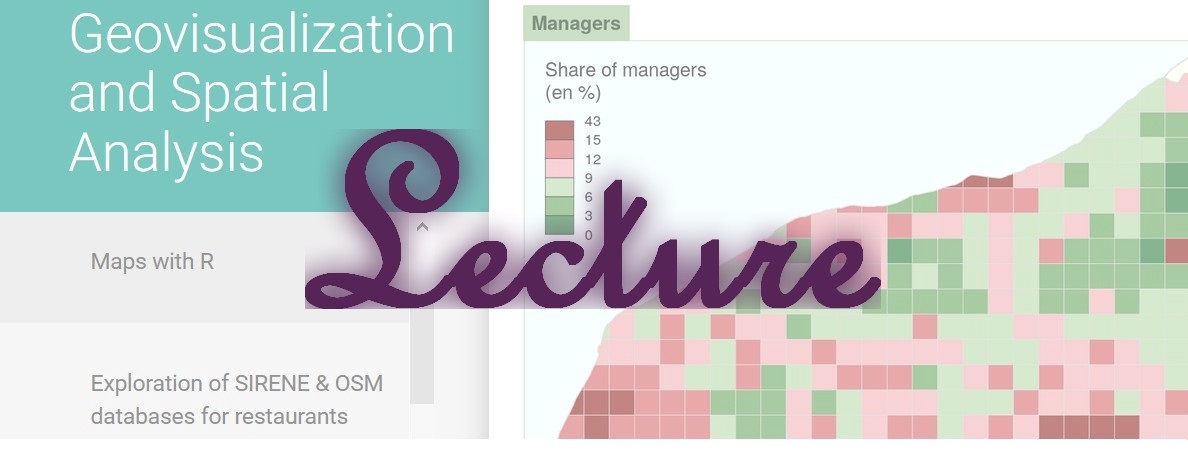 Geovisualization
and Spatial
Analysis
Maps with R
Exploration of SIRENE & OSM
databases for restaurants
Lecture
Managers
Share of managers
(en %)
43
15
12
9
6
3
0